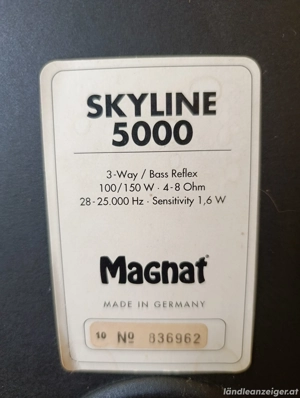 SKYLINE
5000
3-Way / Bass Reflex
100/150 W · 4-8 Ohm
28-25.000 Hz · Sensitivity 1,6 W
Magnat
MADE IN GERMANY
10 Nº 836962
ländleanzeiger.at